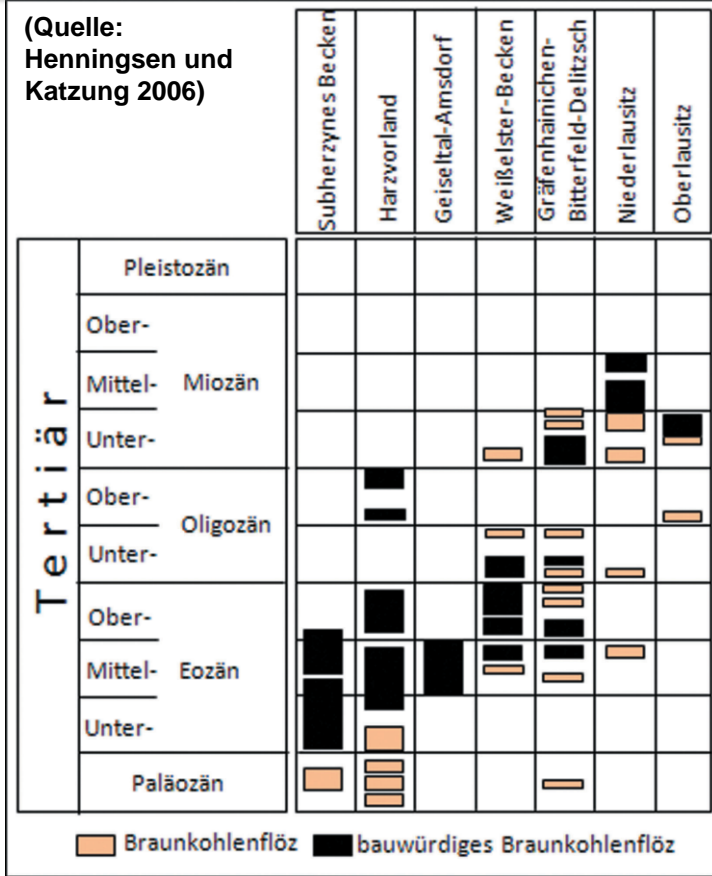 (Quelle:
Henningsen und
Katzung 2006)
Subherzynes Becken
Harzvorland
Geiseltal-Amsdorf
Weißelster-Becken
Gräfenhainichen-
Bitterfeld-Delitzsch
Niederlausitz
Oberlausitz
Tertiär
Pleistozän
Ober-
Mittel- Miozän
Unter-
Ober-
Oligozän
Unter-
Ober-
Mittel- Eozän
Unter-
Paläozän
Braunkohlenflöz bauwürdiges Braunkohlenflöz